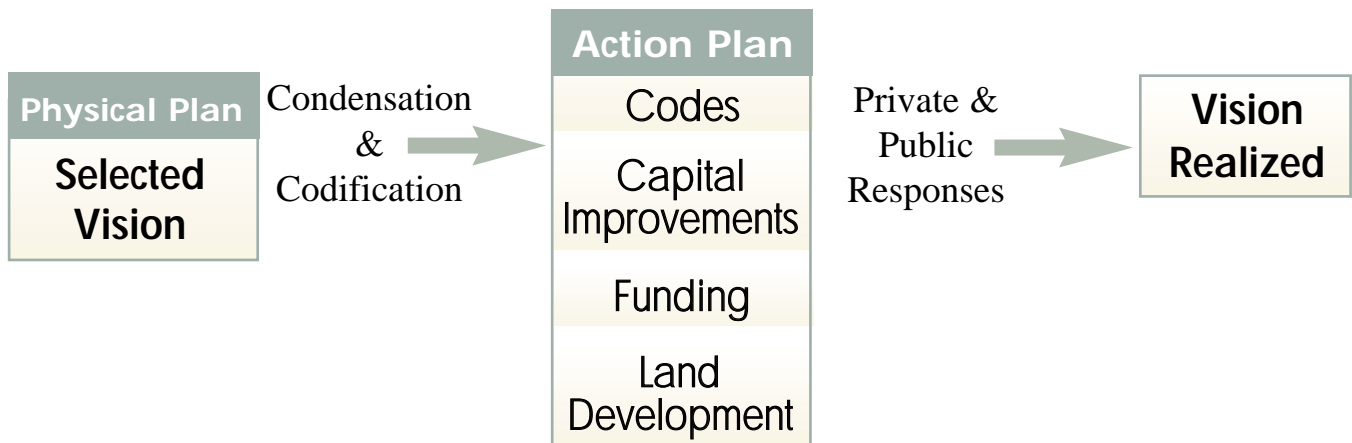 Physical Plan
Selected
Vision
Condensation
&
Codification
Action Plan
Codes
Capital
Improvements
Funding
Land
Development
Private &
Public
Responses
Vision
Realized